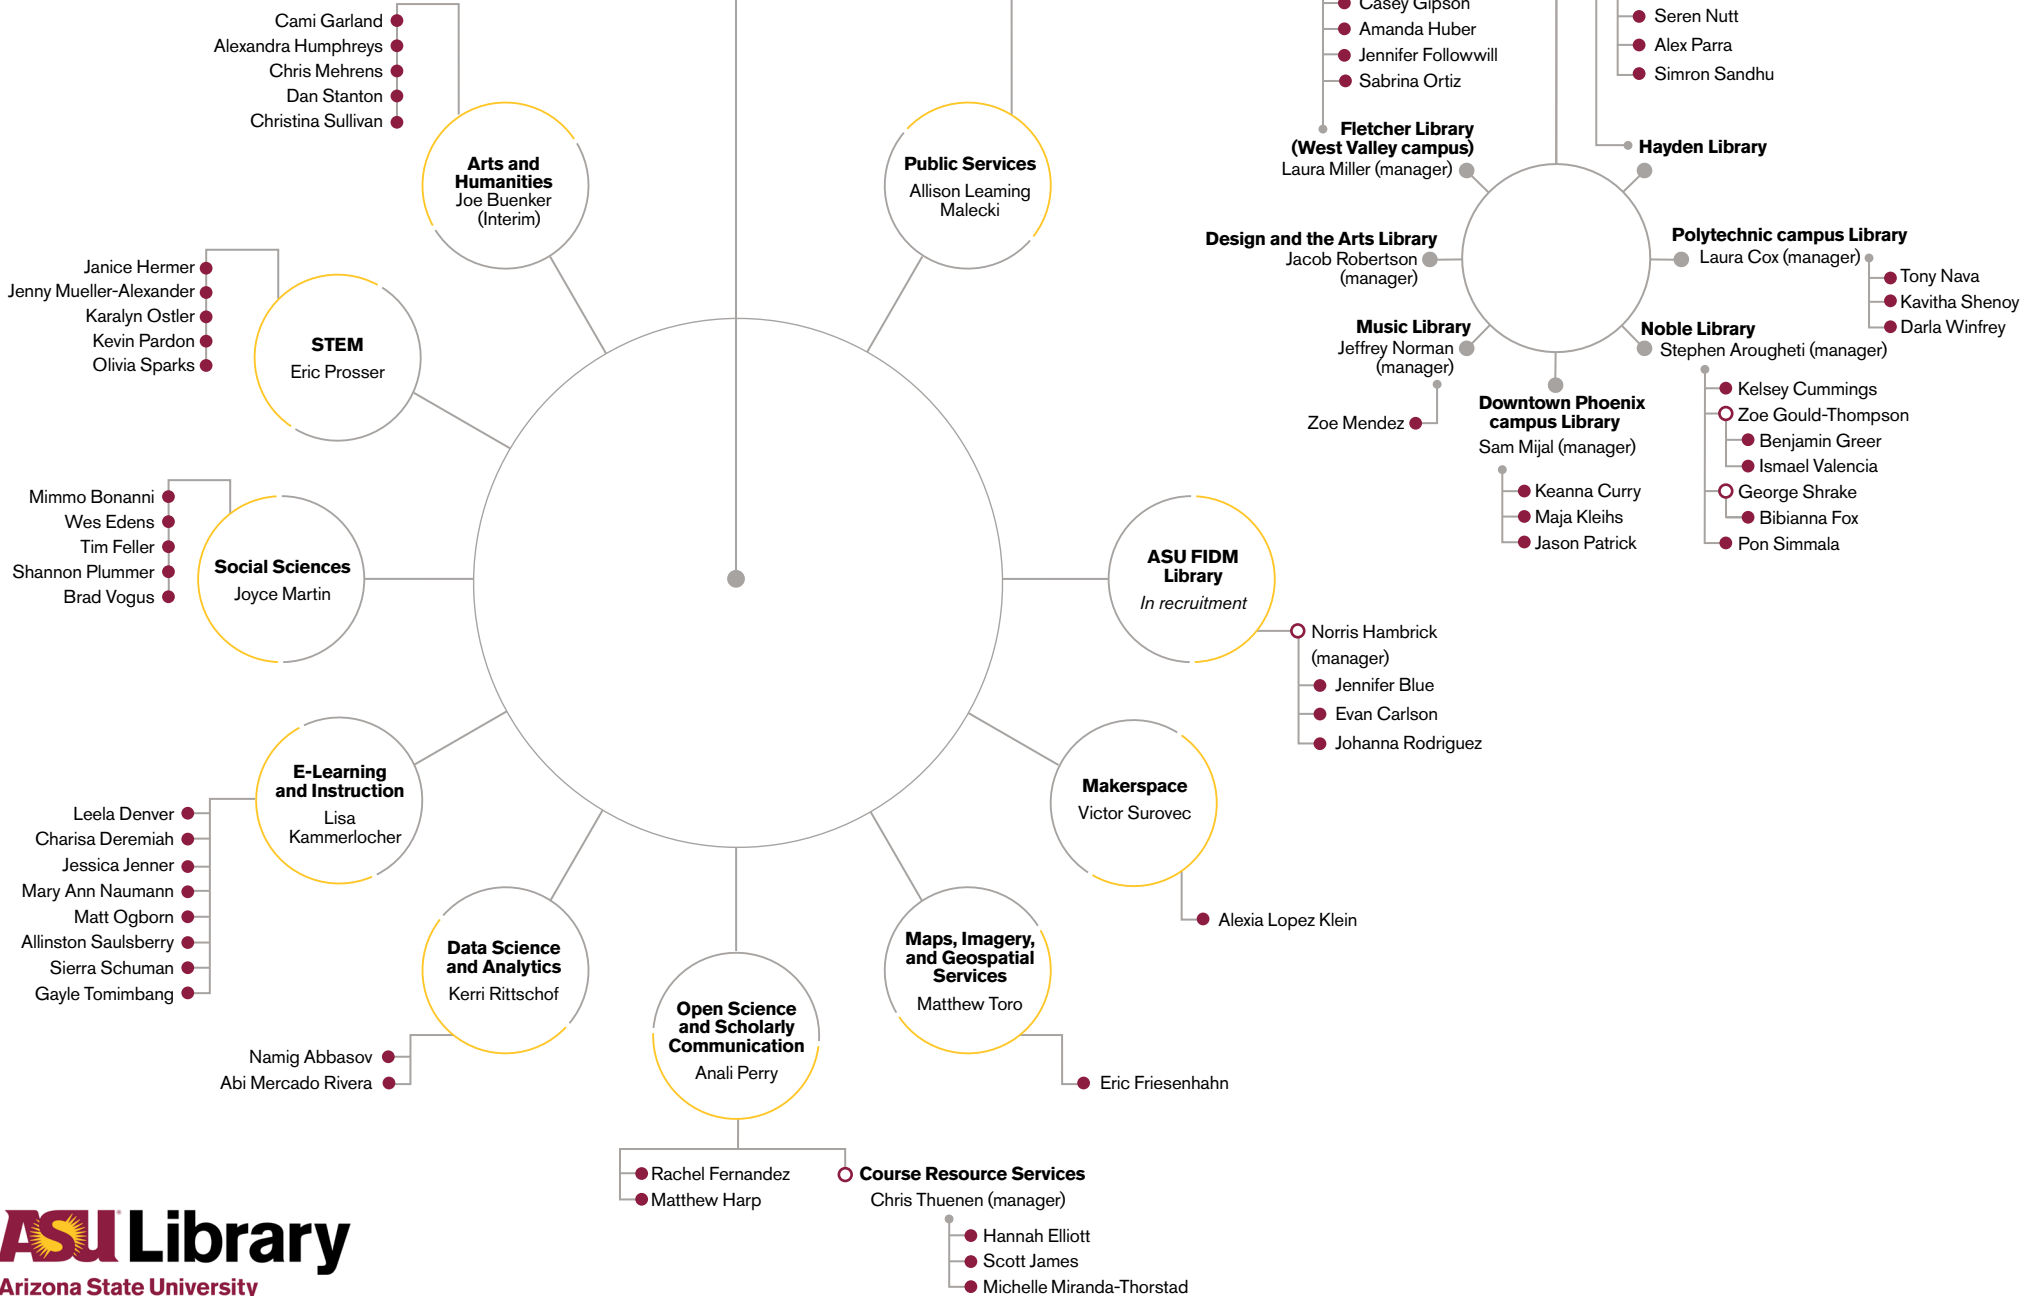 Cami Garland
Alexandra Humphreys
Chris Mehrens
Dan Stanton
Christina Sullivan
Arts and
Humanities
Joe Buenker
(Interim)
Public Services
Allison Leaming
Malecki
Casey Gipson
Amanda Huber
Jennifer Followwill
Sabrina Ortiz
Seren Nutt
Alex Parra
Simron Sandhu
Fletcher Library
(West Valley campus)
Laura Miller (manager)
Hayden Library
Design and the Arts Library
Jacob Robertson
(manager)
Polytechnic campus Library
Laura Cox (manager)
Tony Nava
Kavitha Shenoy
Darla Winfrey
Music Library
Jeffrey Norman
(manager)
Zoe Mendez
Downtown Phoenix
campus Library
Sam Mijal (manager)
Keanna Curry
Maja Kleihs
Jason Patrick
Noble Library
Stephen Arougheti (manager)
Kelsey Cummings
Zoe Gould-Thompson
Benjamin Greer
Ismael Valencia
George Shrake
Bibianna Fox
Pon Simmala
Janice Hermer
Jenny Mueller-Alexander
Karalyn Ostler
Kevin Pardon
Olivia Sparks
STEM
Eric Prosser
Mimmo Bonanni
Wes Edens
Tim Feller
Shannon Plummer
Brad Vogus
Social Sciences
Joyce Martin
ASU FIDM
Library
In recruitment
Norris Hambrick
(manager)
Jennifer Blue
Evan Carlson
Johanna Rodriguez
E-Learning
and Instruction
Lisa
Kammerlocher
Leela Denver
Charisa Deremiah
Jessica Jenner
Mary Ann Naumann
Matt Ogborn
Allinston Saulsberry
Sierra Schuman
Gayle Tomimbang
Makerspace
Victor Surovec
Alexia Lopez Klein
Data Science
and Analytics
Kerri Rittschof
Namig Abbasov
Abi Mercado Rivera
Maps, Imagery,
and Geospatial
Services
Matthew Toro
Eric Friesenhahn
Open Science
and Scholarly
Communication
Anali Perry
Rachel Fernandez
Matthew Harp
Course Resource Services
Chris Thuenen (manager)
Hannah Elliott
Scott James
Michelle Miranda-Thorstad
ASU Library
Arizona State University